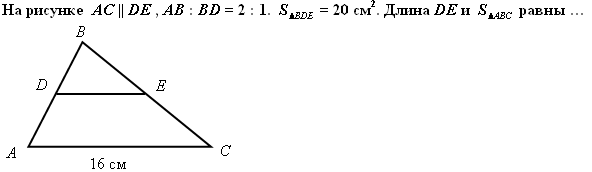 На рисунке AC || DE , AB : BD = 2 : 1. S▲BDE = 20 см². Длина DE и S▲ABC равны …
B
D
E
A
C
16 см